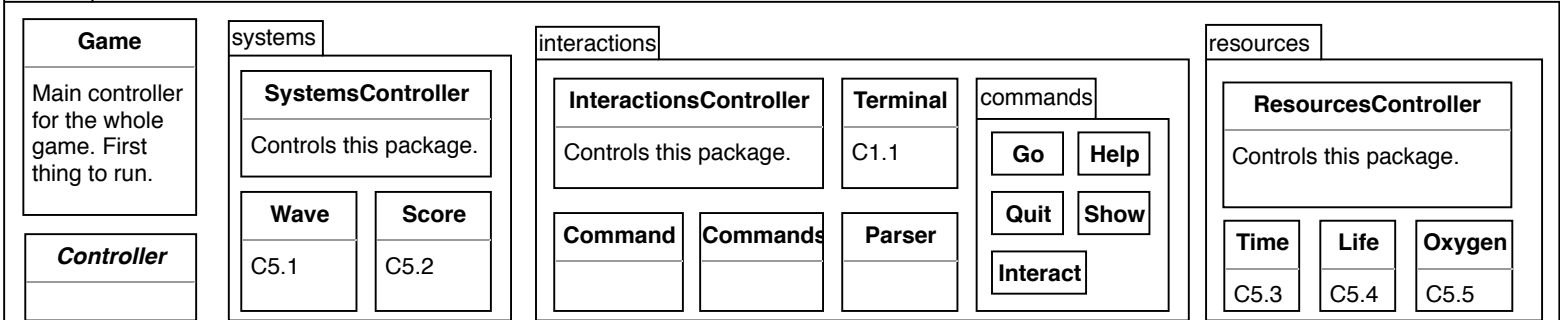 Game
Main controller
for the whole
game. First
thing to run.
Controller
systems
SystemsController
Controls this package.
Wave
C5.1
Score
C5.2
interactions
InteractionsController
Controls this package.
Terminal
C1.1
Command
Commands
Parser
commands
Go
Help
Quit
Show
Interact
resources
ResourcesController
Controls this package.
Time
C5.3
Life
C5.4
Oxygen
C5.5